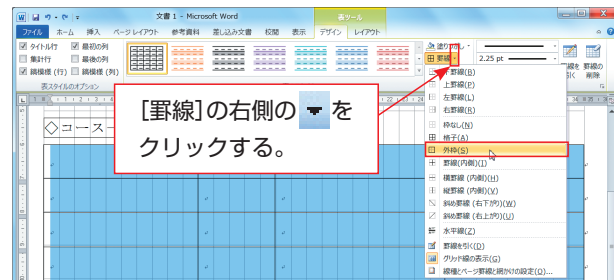 文書 1 - Microsoft Word
表ツール
ファイル ホーム 挿入 ページ レイアウト 参考資料 差し込み文書 校閲 表示 デザイン レイアウト
タイトル行 最初の列
集計行 最後の列
縞模様 (行) 縞模様 (列)
表スタイルのオプション
塗りつぶし
罫線
2.25 pt
罫線の
削除
下罫線(B)
上罫線(P)
左罫線(L)
右罫線(R)
枠なし(N)
格子(A)
外枠(S)
罫線(内側)(I)
横罫線 (内側)(H)
縦罫線 (内側)(V)
斜め罫線 (右下がり)(W)
斜め罫線 (右上がり)(U)
水平線(Z)
罫線を引く(D)
グリッド線の表示(G)
線種とページ罫線と網かけの設定(O)...
◇コース
[罫線]の右側の を
クリックする。